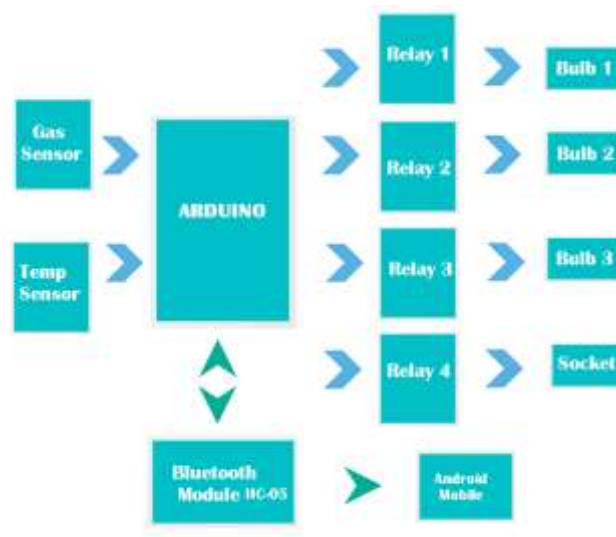 Relay 1
Bulb 1
Gas
Sensor
Relay 2
Bulb 2
ARDUINO
Temp
Sensor
Relay 3
Bulb 3
Relay 4
Socket
Bluetooth
Module HC-05
Android
Mobile